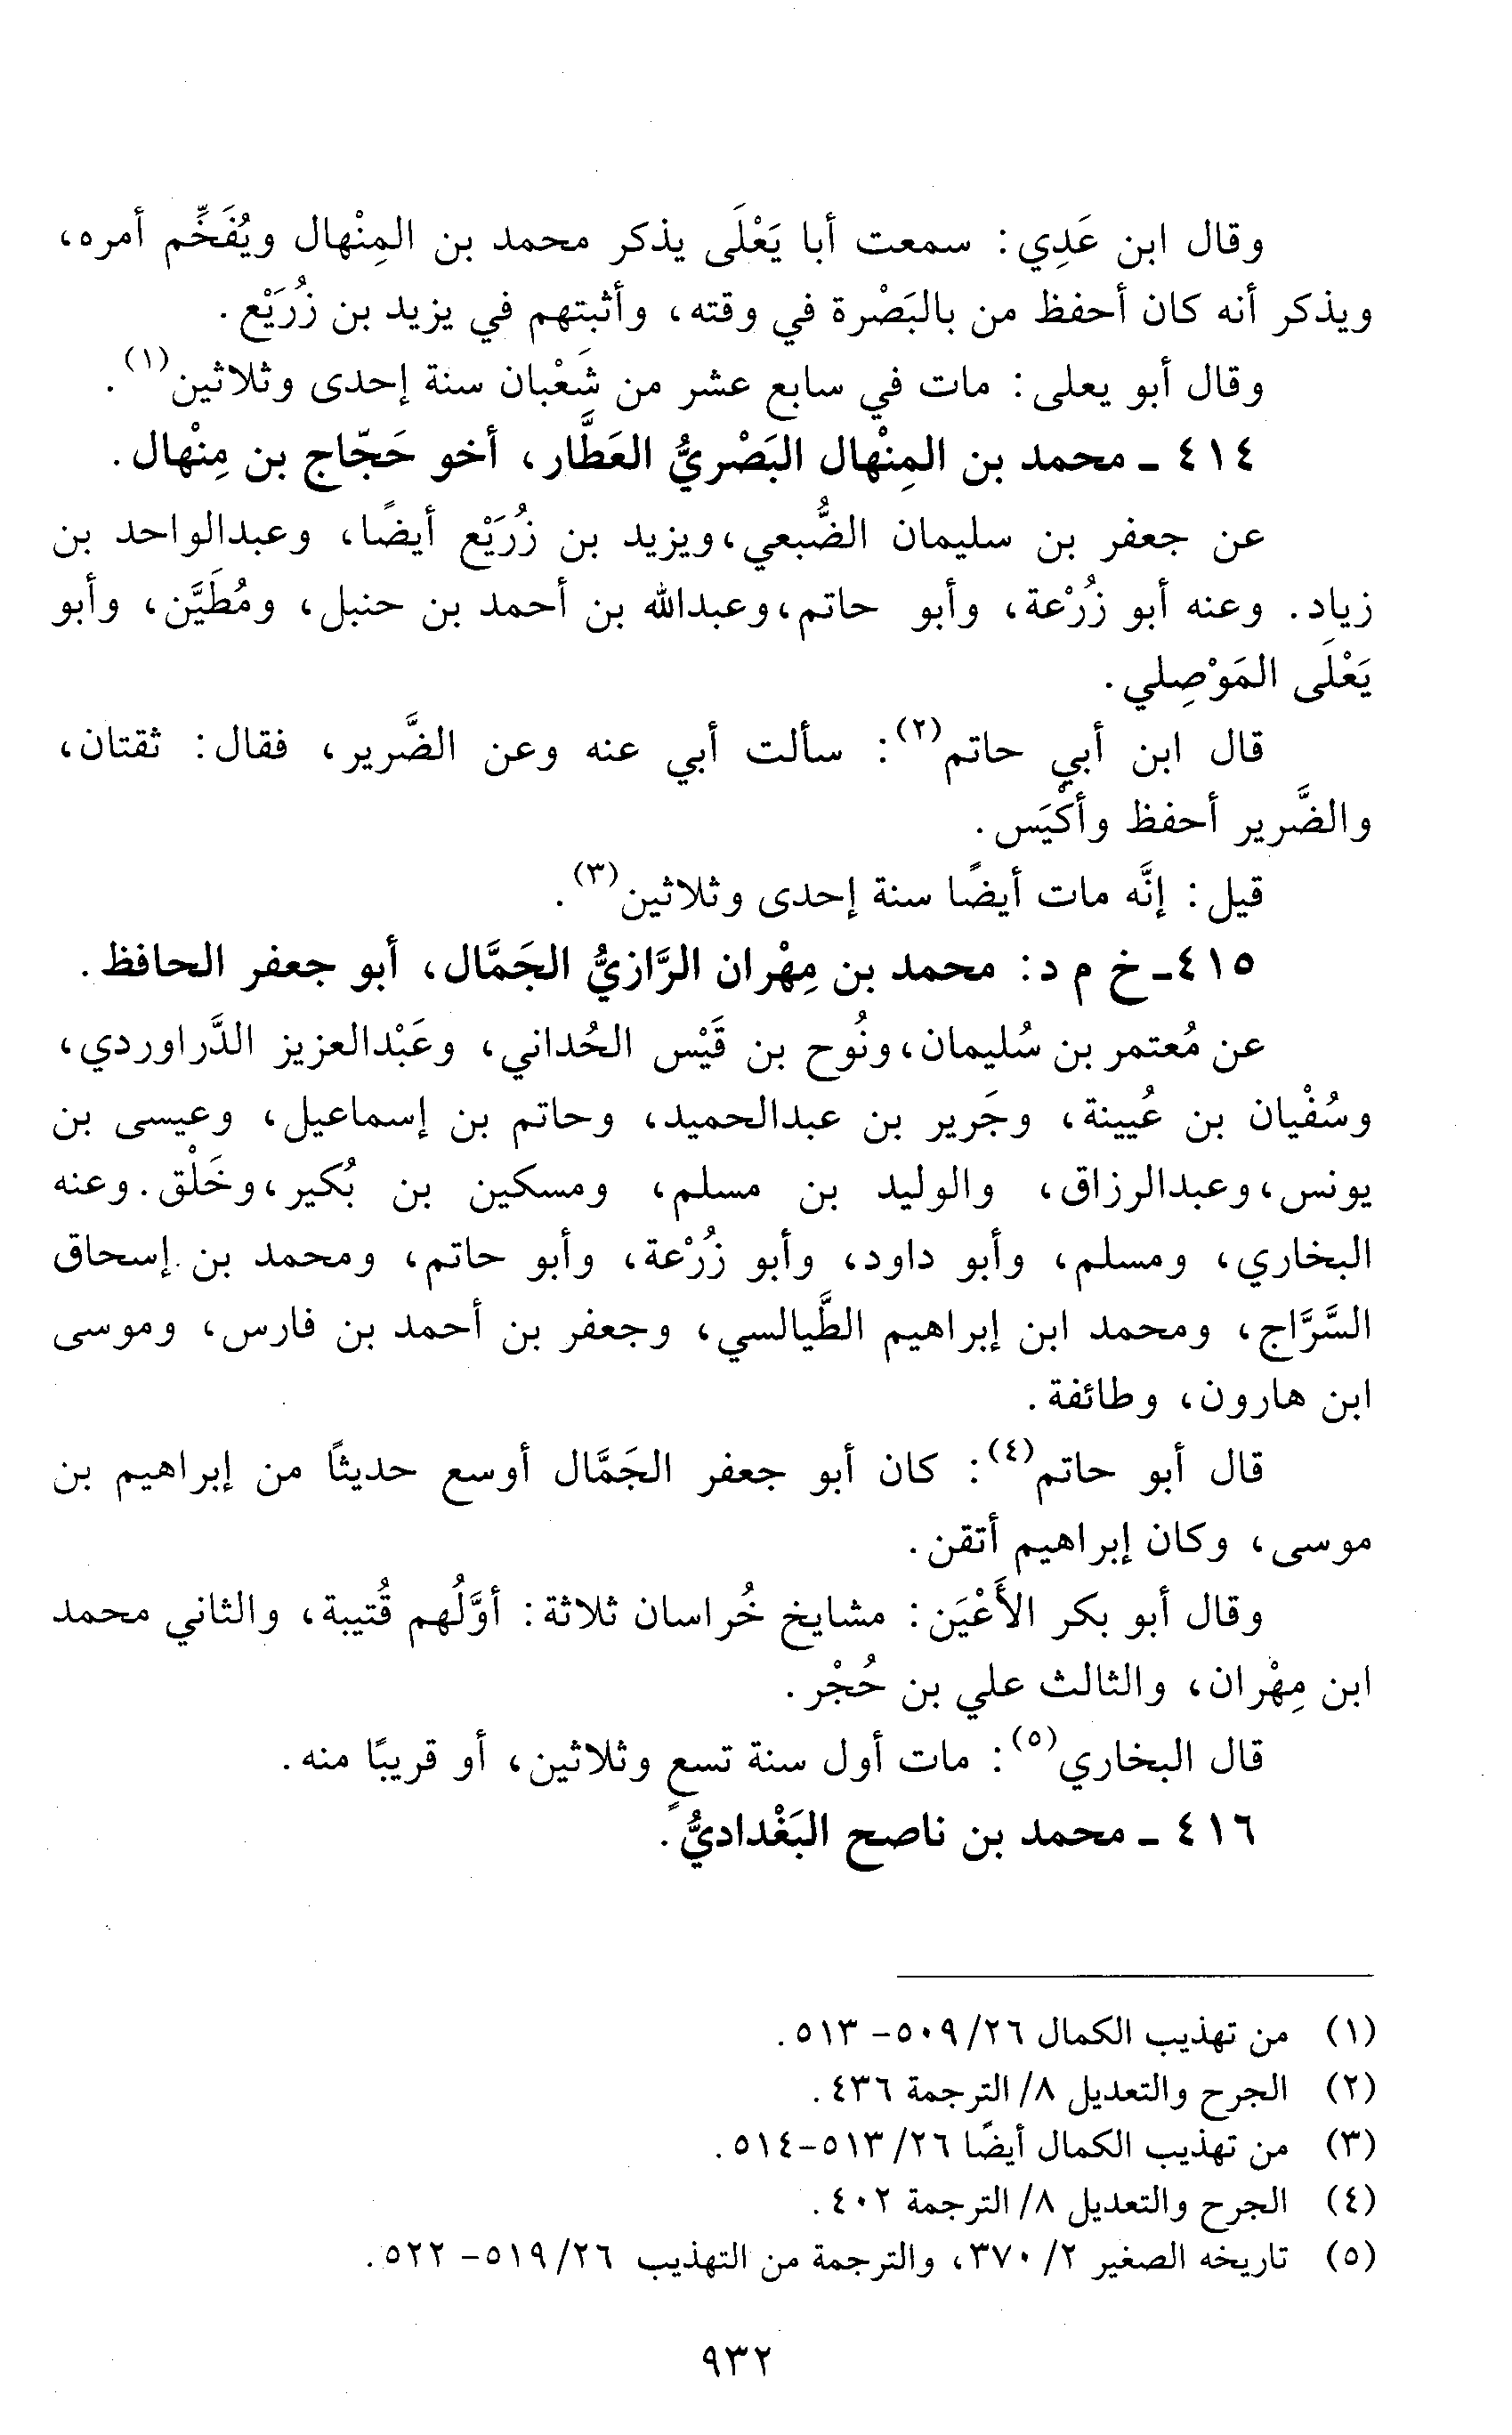 وقال ابن عَدِي: سمعت أبا يَعْلَى يذكر محمد بن المِنْهال ويُفَخِّم أمره،
ويذكر أنه كان أحفظ من بالبَصْرة في وقته، وأثبتهم في يزيد بن زُرَيْع.
وقال أبو يعلى: مات في سابع عشر من شَعْبان سنة إحدى وثلاثين(١).
٤١٤ - محمد بن المِنْهال البَصْريُّ العَطَّار، أخو حَجّاج بن مِنْهال.
عن جعفر بن سليمان الضُّبعي،ويزيد بن زُرَيْع أيضًا، وعبدالواحد بن
زياد. وعنه أبو زُرْعة، وأبو حاتم،وعبدالله بن أحمد بن حنبل، ومُطَيَّن، وأبو
يَعْلَى المَوْصِلي.
قال ابن أبي حاتم(٢): سألت أبي عنه وعن الضَّرير، فقال: ثقتان،
والضَّرير أحفظ وأكْيَس.
قيل: إنَّه مات أيضًا سنة إحدى وثلاثين(٣).
٤١٥- خ م د: محمد بن مِهْران الرَّازيُّ الجَمَّال، أبو جعفر الحافظ.
عن مُعتمر بن سُليمان،ونُوح بن قَيْس الحُداني، وعَبْدالعزيز الدَّراوردي،
وسُفْيان بن عُيينة، وجَرير بن عبدالحميد، وحاتم بن إسماعيل، وعيسى بن
يونس،وعبدالرزاق، والوليد بن مسلم، ومسكين بن بُكير،وخَلْق.وعنه
البخاري، ومسلم، وأبو داود، وأبو زُرْعة، وأبو حاتم، ومحمد بن إسحاق
السَّرَّاج، ومحمد ابن إبراهيم الطَّيالسي، وجعفر بن أحمد بن فارس، وموسى
ابن هارون، وطائفة.
قال أبو حاتم(٤): كان أبو جعفر الجَمَّال أوسع حديثًا من إبراهيم بن
موسى، وكان إبراهيم أتقن.
وقال أبو بكر الأَعْيَن: مشايخ خُراسان ثلاثة: أوَّلُهم قُتيبة، والثاني محمد
ابن مِهْران، والثالث علي بن حُجْر.
قال البخاري(٥): مات أول سنة تسعٍ وثلاثين، أو قريبًا منه.
٤١٦ - محمد بن ناصح البَغْداديُّ.
(١) من تهذيب الكمال ٢٦/ ٥٠٩- ٥١٣.
(٢) الجرح والتعديل ٨/ الترجمة ٤٣٦.
(٣) من تهذيب الكمال أيضًا ٢٦/ ٥١٣-٥١٤.
(٤) الجرح والتعديل ٨/ الترجمة ٤٠٢.
(٥) تاريخه الصغير ٢/ ٣٧٠، والترجمة من التهذيب ٢٦/ ٥١٩- ٥٢٢.
٩٣٢